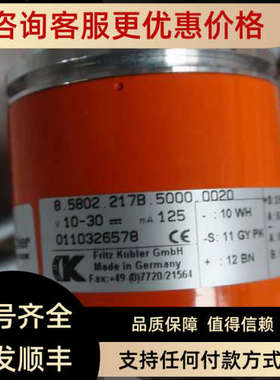 咨询客服更优惠价格
8.5802.217B.5000.0020
V 10-30 ⎓ mA 125
0110326578 CE
Fritz Kübler GmbH
Made in Germany
Fax:+49 (0)7720-21564
- : 10 WH
-S: 11 GY PK
+ : 12 BN
号齐全
品质保障 值得信赖
发顺丰
支持任何付款方式